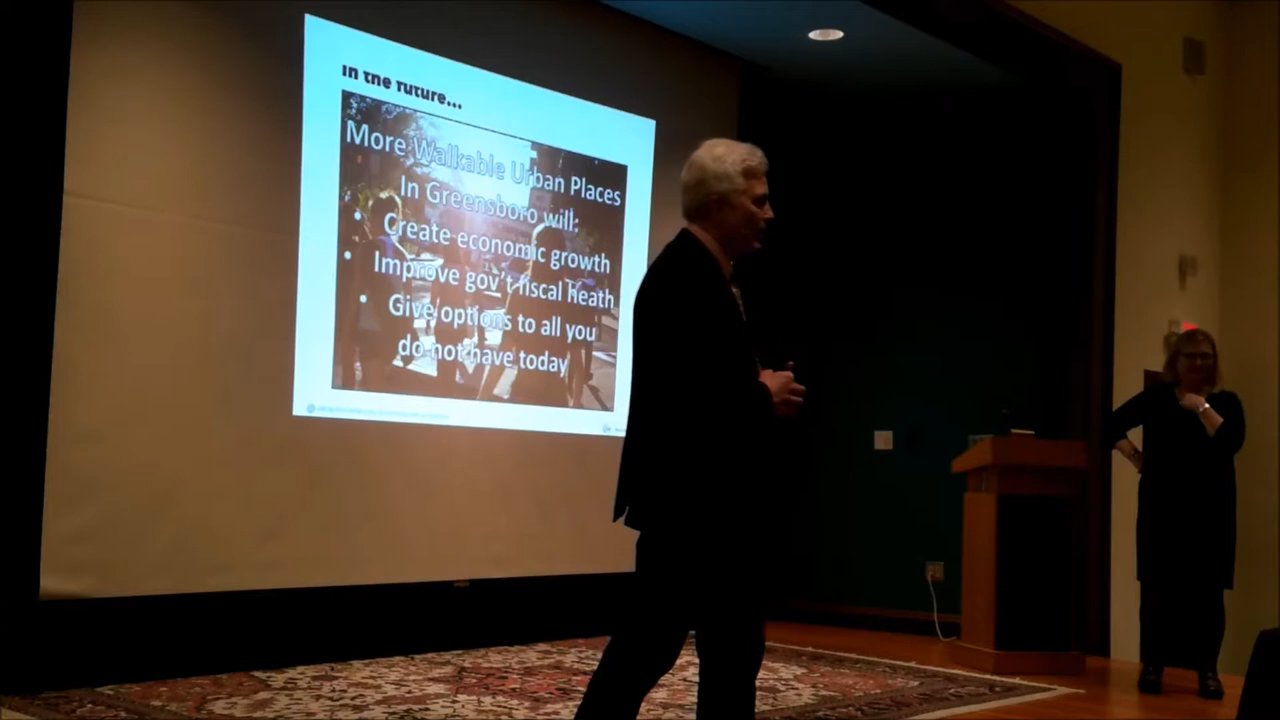 In the future...
More Walkable Urban Places
In Greensboro will:
• Create economic growth
• Improve gov't fiscal heath
• Give options to all you
do not have today